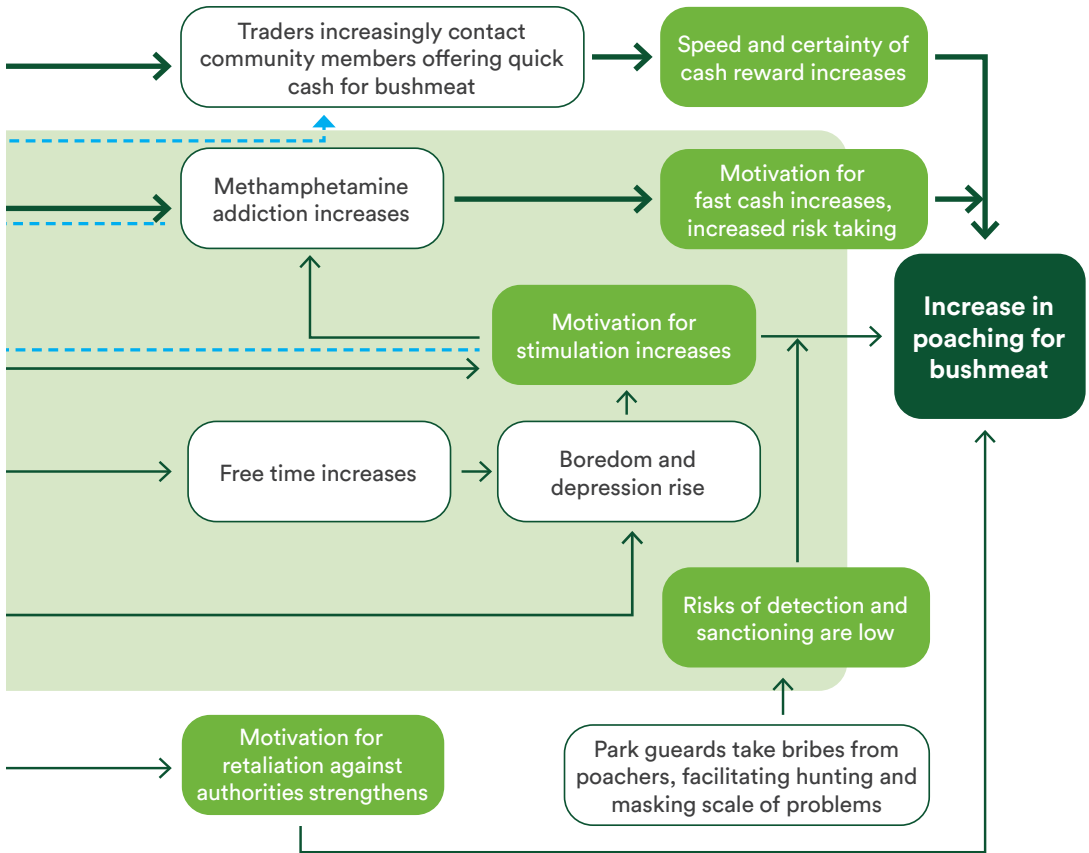 Traders increasingly contact
community members offering quick
cash for bushmeat
Speed and certainty of
cash reward increases
Methamphetamine
addiction increases
Motivation for
fast cash increases,
increased risk taking
Increase in
poaching for
bushmeat
Motivation for
stimulation increases
Free time increases
Boredom and
depression rise
Risks of detection and
sanctioning are low
Motivation for
retaliation against
authorities strengthens
Park gueards take bribes from
poachers, facilitating hunting and
masking scale of problems